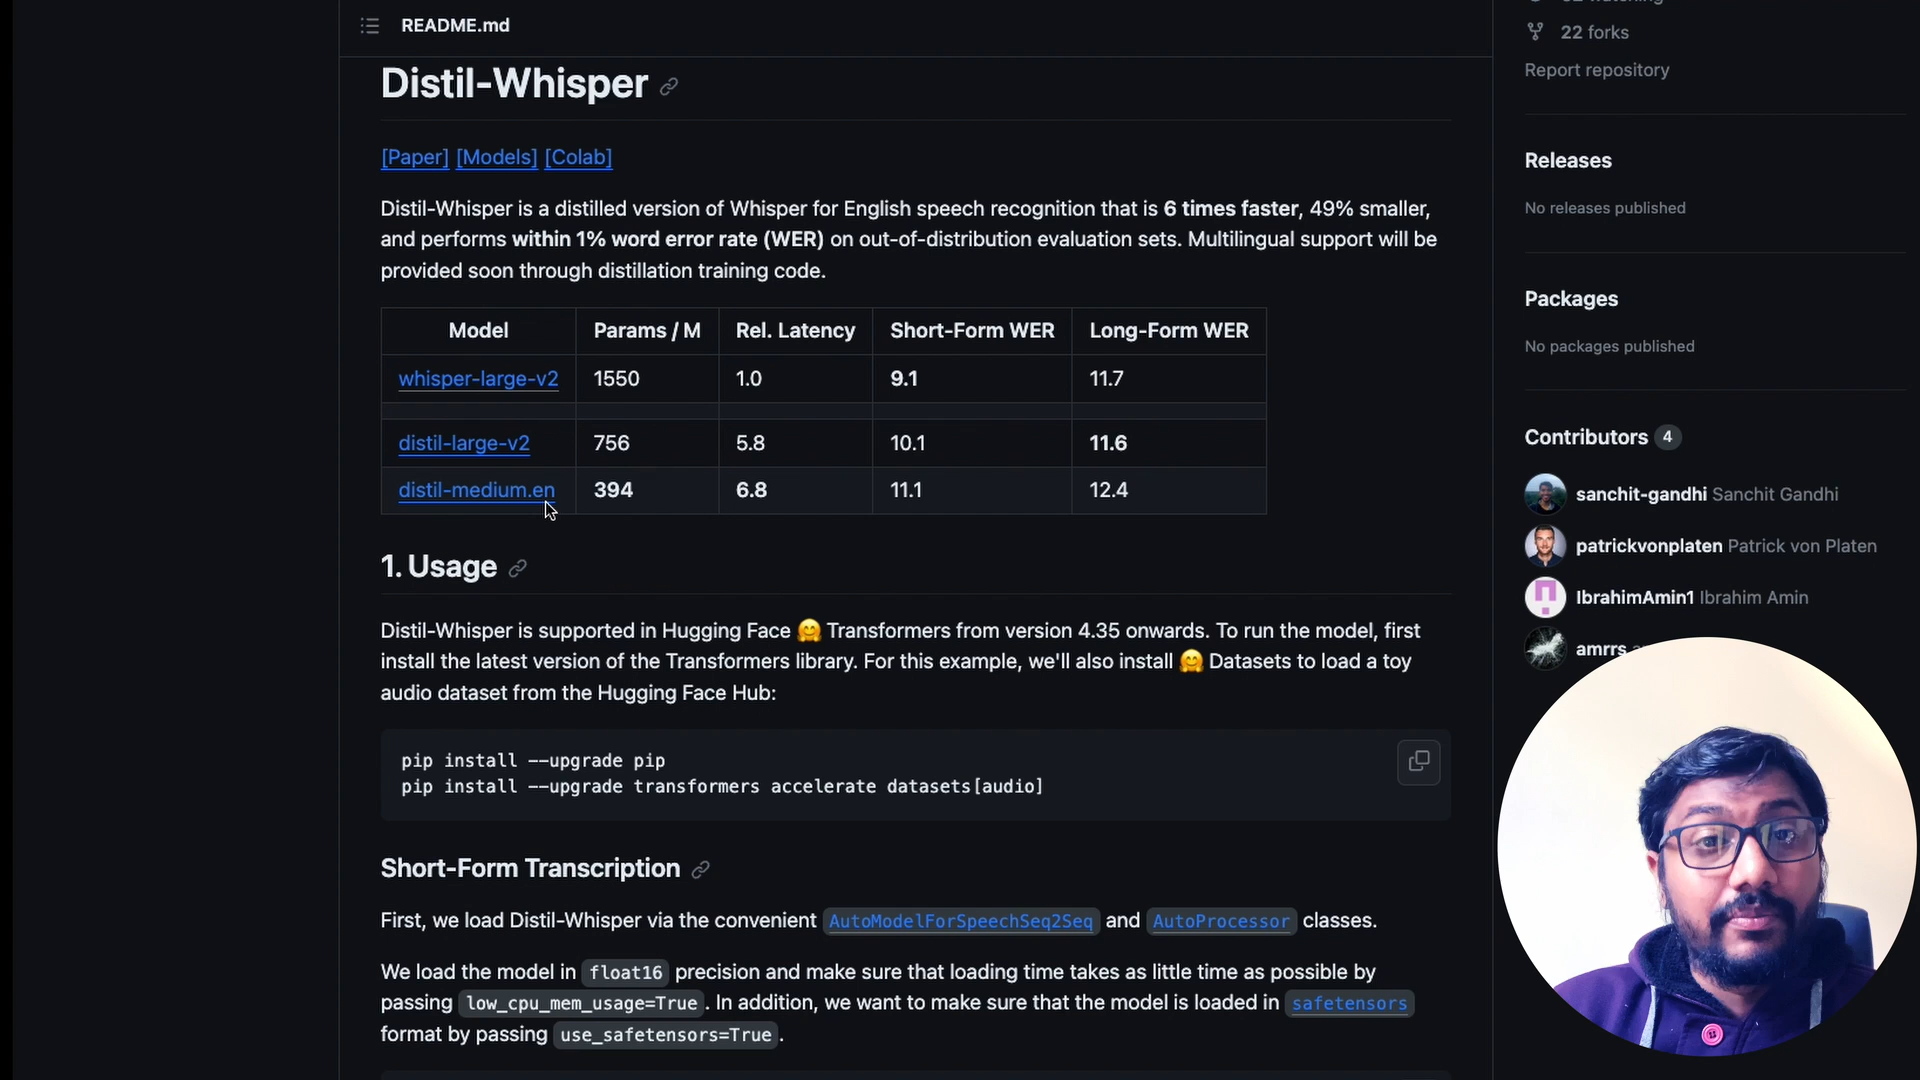 README.md
22 forks
Report repository
Distil-Whisper
[Paper] [Models] [Colab]
Distil-Whisper is a distilled version of Whisper for English speech recognition that is 6 times faster, 49% smaller,
and performs within 1% word error rate (WER) on out-of-distribution evaluation sets. Multilingual support will be
provided soon through distillation training code.
Model Params / M Rel. Latency Short-Form WER Long-Form WER
whisper-large-v2 1550 1.0 9.1 11.7
distil-large-v2 756 5.8 10.1 11.6
distil-medium.en 394 6.8 11.1 12.4
1. Usage
Distil-Whisper is supported in Hugging Face 🤗 Transformers from version 4.35 onwards. To run the model, first
install the latest version of the Transformers library. For this example, we'll also install 🤗 Datasets to load a toy
audio dataset from the Hugging Face Hub:
pip install --upgrade pip
pip install --upgrade transformers accelerate datasets[audio]
Short-Form Transcription
First, we load Distil-Whisper via the convenient AutoModelForSpeechSeq2Seq and AutoProcessor classes.
We load the model in float16 precision and make sure that loading time takes as little time as possible by
passing low_cpu_mem_usage=True. In addition, we want to make sure that the model is loaded in safetensors
format by passing use_safetensors=True.
Releases
No releases published
Packages
No packages published
Contributors 4
sanchit-gandhi Sanchit Gandhi
patrickvonplaten Patrick von Platen
IbrahimAmin1 Ibrahim Amin
amrrs